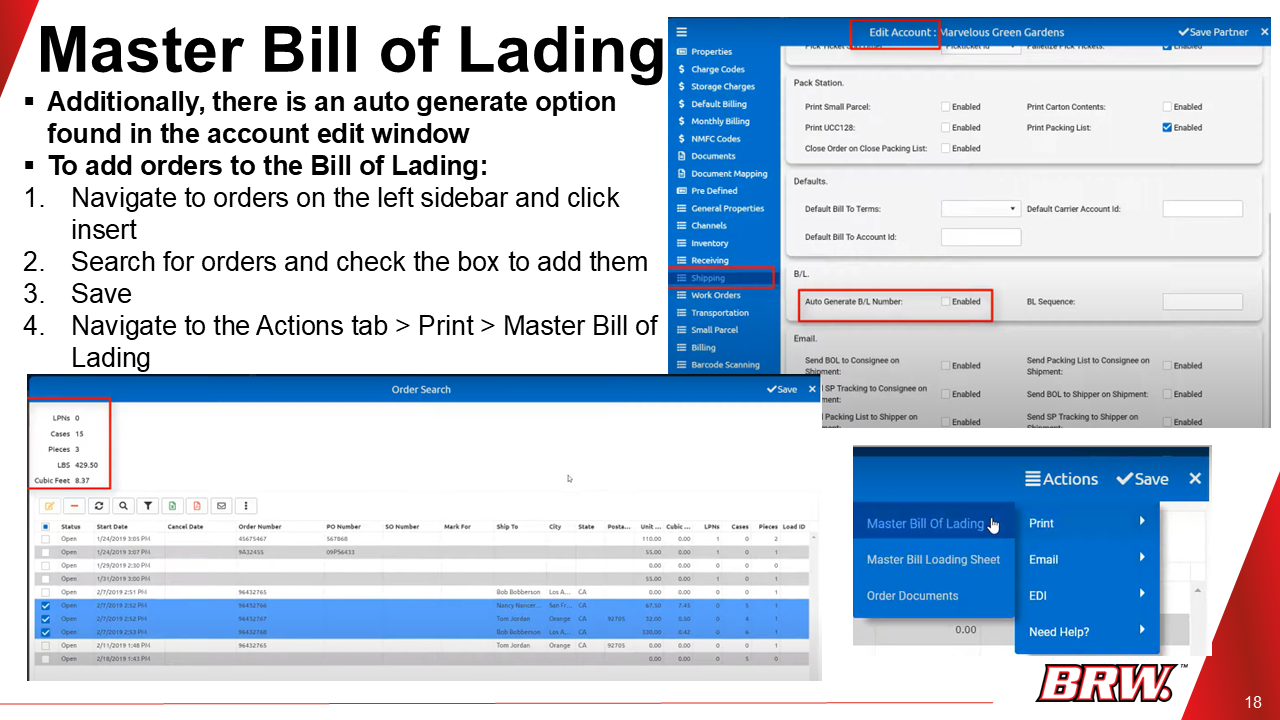 Master Bill of Lading
▪ Additionally, there is an auto generate option
found in the account edit window
▪ To add orders to the Bill of Lading:
1. Navigate to orders on the left sidebar and click
insert
2. Search for orders and check the box to add them
3. Save
4. Navigate to the Actions tab > Print > Master Bill of
Lading
Edit Account : Marvelous Green Gardens
Save Partner ×
Properties
$ Charge Codes
$ Storage Charges
$ Default Billing
$ Monthly Billing
$ NMFC Codes
Documents
Document Mapping
Pre Defined
General Properties
Channels
Inventory
Receiving
Shipping
Work Orders
Transportation
Small Parcel
Billing
Barcode Scanning
Enabled
Pack Station.
Print Small Parcel: Enabled Print Carton Contents: Enabled
Print UCC128: Enabled Print Packing List: Enabled
Close Order on Close Packing List: Enabled
Defaults.
Default Bill To Terms: Default Carrier Account Id:
Default Bill To Account Id:
B/L.
Auto Generate B/L Number: Enabled BL Sequence:
Email.
Send BOL to Consignee on Shipment: Enabled Send Packing List to Consignee on Shipment: Enabled
SP Tracking to Consignee on Enabled Send BOL to Shipper on Shipment: Enabled
Packing List to Shipper on Enabled Send SP Tracking to Shipper on Enabled
Order Search Save ×
LPNs 0
Cases 15
Pieces 3
LBS 429.50
Cubic Feet 8.37
Status Start Date Cancel Date Order Number PO Number SO Number Mark For Ship To City State Posta... Unit ... Cubic ... LPNs Cases Pieces Load ID
Open 1/24/2019 3:05 PM 45675467 567868 110.00 0.00 1 0 2
Open 1/24/2019 3:07 PM 9A32455 09P56433 55.00 0.00 1 0 1
Open 1/29/2019 2:30 PM 0.00 0.00 0 0 0
Open 1/31/2019 3:00 PM 55.00 0.00 1 0 1
Open 2/7/2019 2:51 PM 96432765 Bob Bobberson Los A... CA 0.00 0.00 0 0 1
Open 2/7/2019 2:52 PM 96432766 Nancy Nancer... San Fr... CA 67.50 7.45 0 5 1
Open 2/7/2019 2:52 PM 96432767 Tom Jordan Orange CA 92705 32.00 0.50 0 4 1
Open 2/7/2019 2:53 PM 96432768 Bob Bobberson Los A... CA 330.00 0.42 0 6 1
Open 2/11/2019 1:48 PM 96432765 Tom Jordan Orange CA 92705 0.00 0.00 0 0 1
Open 2/18/2019 1:43 PM 0.00 0.00 0 5 0
Actions Save ×
Master Bill Of Lading
Master Bill Loading Sheet
Order Documents
Print
Email
EDI
Need Help?
0.00
BRW.™
18